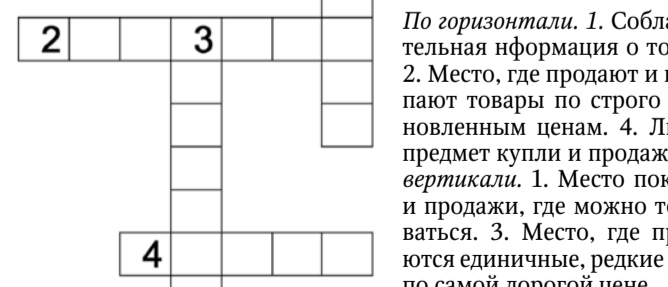 2
3
4
По горизонтали. 1. Собла
тельная нформация о то
2. Место, где продают и
пают товары по строго
новленным ценам. 4. Л
предмет купли и продаж
вертикали. 1. Место пок
и продажи, где можно т
ваться. 3. Место, где п
ются единичные, редкие
по самой дорогой цене